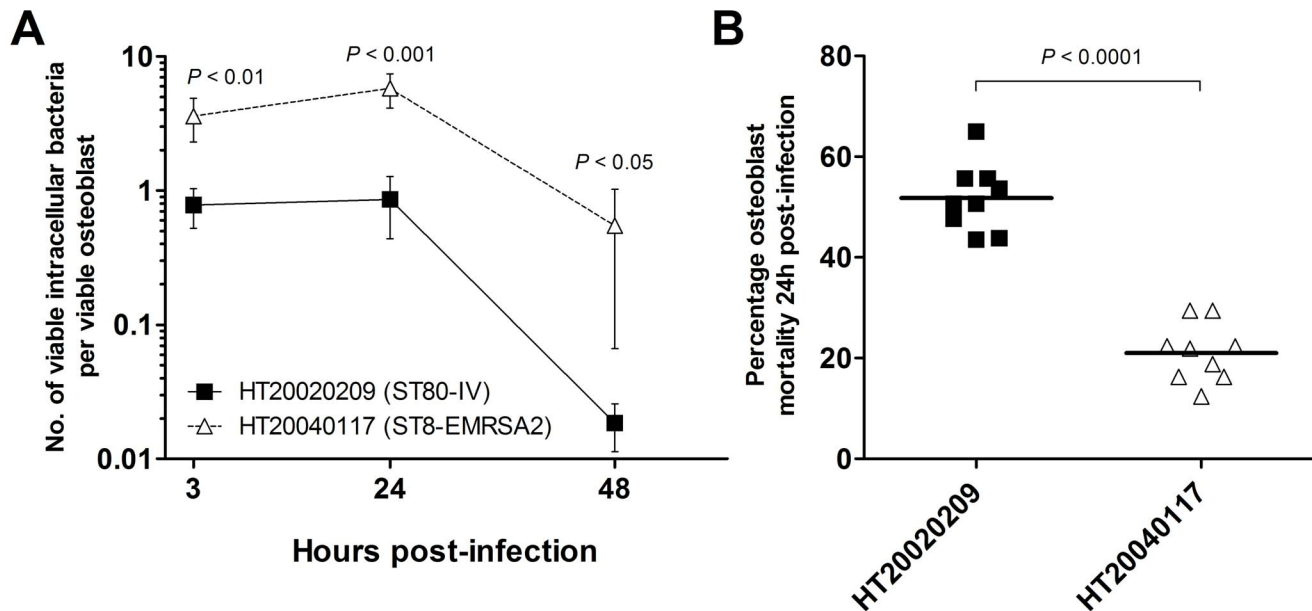 A
No. of viable intracellular bacteria
per viable osteoblast
10
1
0.1
0.01
P < 0.01
P < 0.001
P < 0.05
HT20020209 (ST80-IV)
HT20040117 (ST8-EMRSA2)
3 24 48
Hours post-infection
B
Percentage osteoblast
mortality 24h post-infection
80
60
40
20
0
P < 0.0001
HT20020209
HT20040117